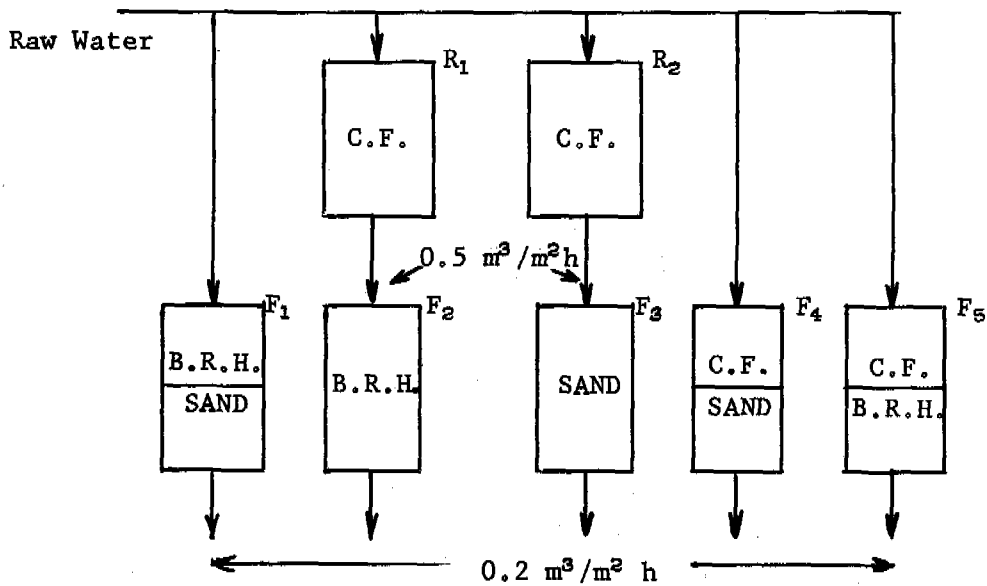 Raw Water
R₁
R₂
C.F.
C.F.
0.5 m³/m²h
F₁
F₂
F₃
F₄
F₅
B.R.H.
SAND
B.R.H.
SAND
C.F.
SAND
C.F.
B.R.H.
0.2 m³/m² h